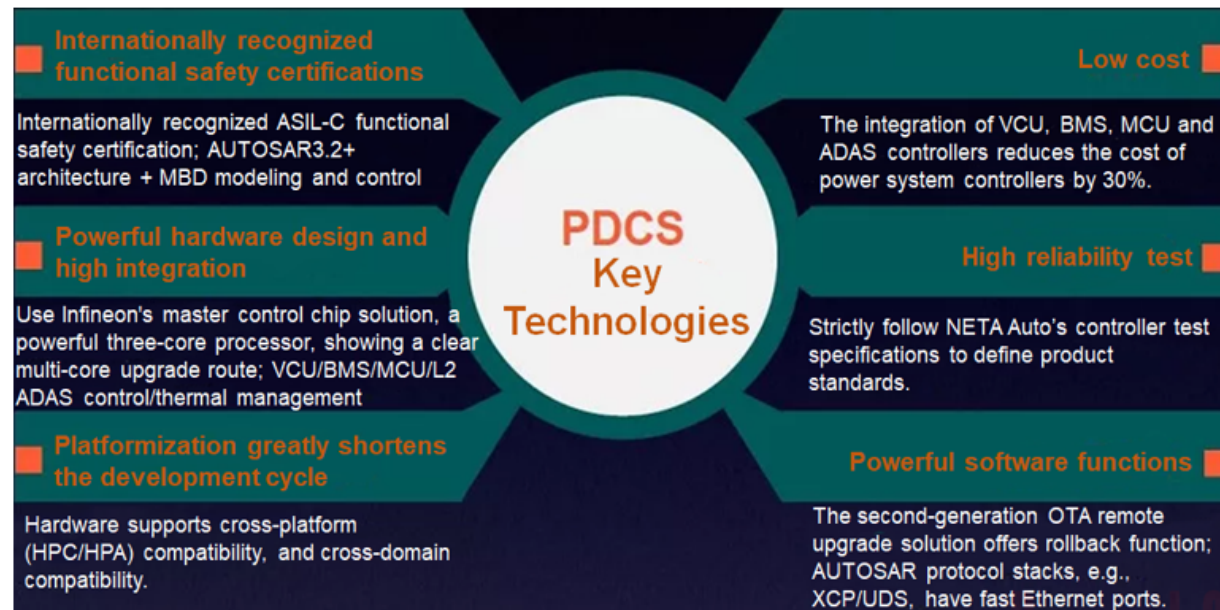 Internationally recognized
functional safety certifications
Internationally recognized ASIL-C functional
safety certification; AUTOSAR3.2+
architecture + MBD modeling and control
Powerful hardware design and
high integration
Use Infineon's master control chip solution, a
powerful three-core processor, showing a clear
multi-core upgrade route; VCU/BMS/MCU/L2
ADAS control/thermal management
Platformization greatly shortens
the development cycle
Hardware supports cross-platform
(HPC/HPA) compatibility, and cross-domain
compatibility.
PDCS
Key
Technologies
Low cost
The integration of VCU, BMS, MCU and
ADAS controllers reduces the cost of
power system controllers by 30%.
High reliability test
Strictly follow NETA Auto's controller test
specifications to define product
standards.
Powerful software functions
The second-generation OTA remote
upgrade solution offers rollback function;
AUTOSAR protocol stacks, e.g.,
XCP/UDS, have fast Ethernet ports.